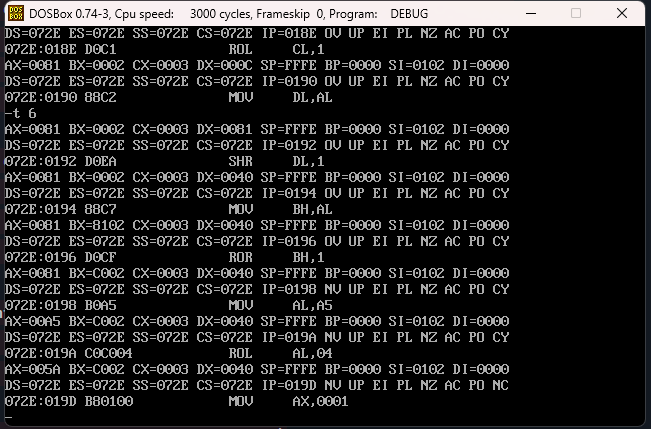 DOSBox 0.74-3, Cpu speed: 3000 cycles, Frameskip 0, Program: DEBUG
DS=072E ES=072E SS=072E CS=072E IP=018E OV UP EI PL NZ AC PO CY
072E:018E D0C1 ROL CL,1
AX=0081 BX=0002 CX=0003 DX=000C SP=FFFE BP=0000 SI=0102 DI=0000
DS=072E ES=072E SS=072E CS=072E IP=0190 OV UP EI PL NZ AC PO CY
072E:0190 88C2 MOV DL,AL
-t 6
AX=0081 BX=0002 CX=0003 DX=0081 SP=FFFE BP=0000 SI=0102 DI=0000
DS=072E ES=072E SS=072E CS=072E IP=0192 OV UP EI PL NZ AC PO CY
072E:0192 D0EA SHR DL,1
AX=0081 BX=0002 CX=0003 DX=0040 SP=FFFE BP=0000 SI=0102 DI=0000
DS=072E ES=072E SS=072E CS=072E IP=0194 OV UP EI PL NZ AC PO CY
072E:0194 88C7 MOV BH,AL
AX=0081 BX=8102 CX=0003 DX=0040 SP=FFFE BP=0000 SI=0102 DI=0000
DS=072E ES=072E SS=072E CS=072E IP=0196 OV UP EI PL NZ AC PO CY
072E:0196 D0CF ROR BH,1
AX=0081 BX=C002 CX=0003 DX=0040 SP=FFFE BP=0000 SI=0102 DI=0000
DS=072E ES=072E SS=072E CS=072E IP=0198 NV UP EI PL NZ AC PO CY
072E:0198 B0A5 MOV AL,A5
AX=00A5 BX=C002 CX=0003 DX=0040 SP=FFFE BP=0000 SI=0102 DI=0000
DS=072E ES=072E SS=072E CS=072E IP=019A NV UP EI PL NZ AC PO CY
072E:019A C0C004 ROL AL,04
AX=005A BX=C002 CX=0003 DX=0040 SP=FFFE BP=0000 SI=0102 DI=0000
DS=072E ES=072E SS=072E CS=072E IP=019D NV UP EI PL NZ AC PO NC
072E:019D B80100 MOV AX,0001
-